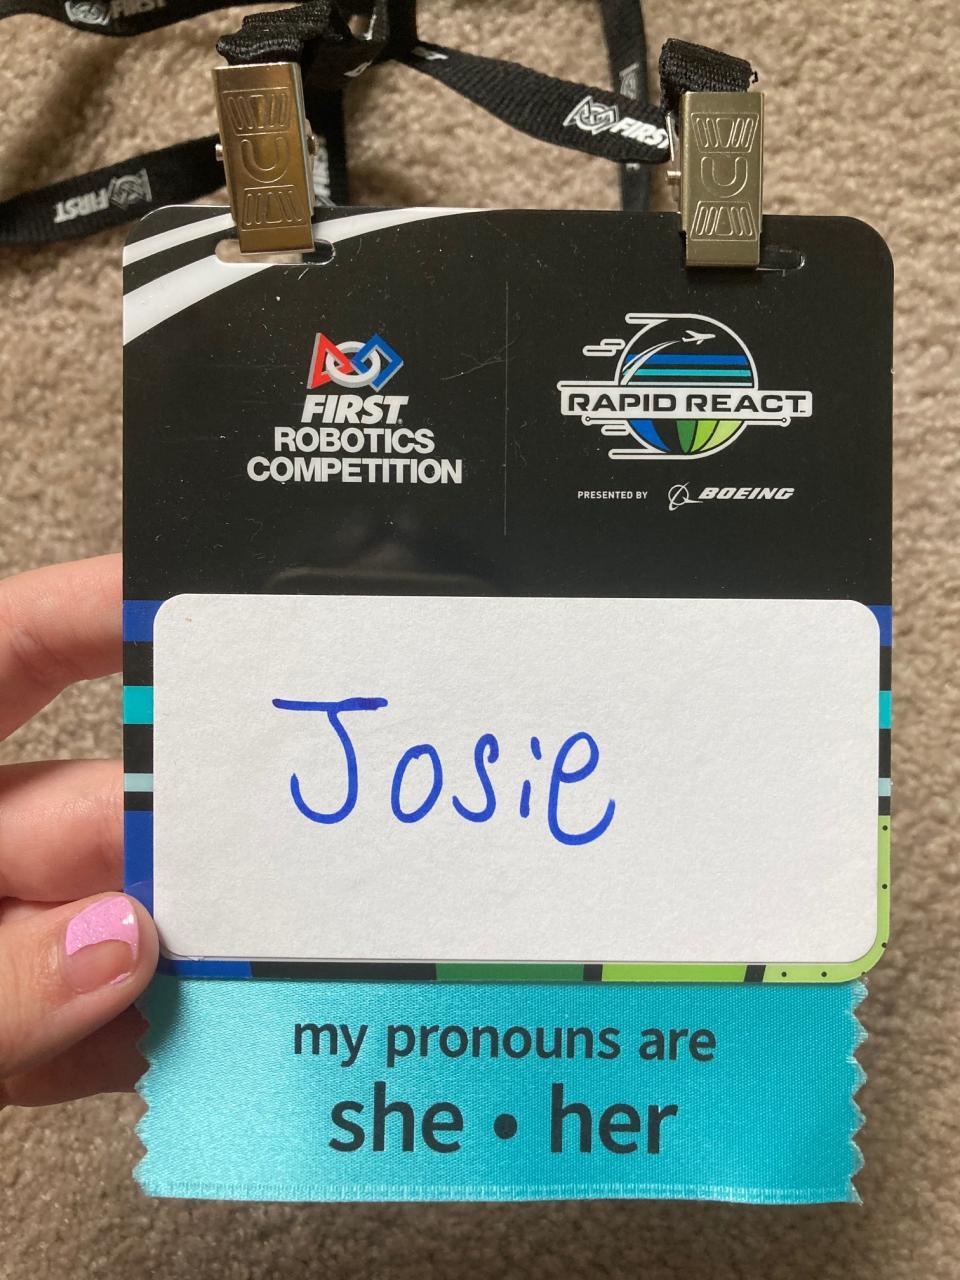 FIRST
FIRST
FIRST
FIRST
ROBOTICS
COMPETITION
RAPID REACT
PRESENTED BY BOEING
Josie
my pronouns are
she • her